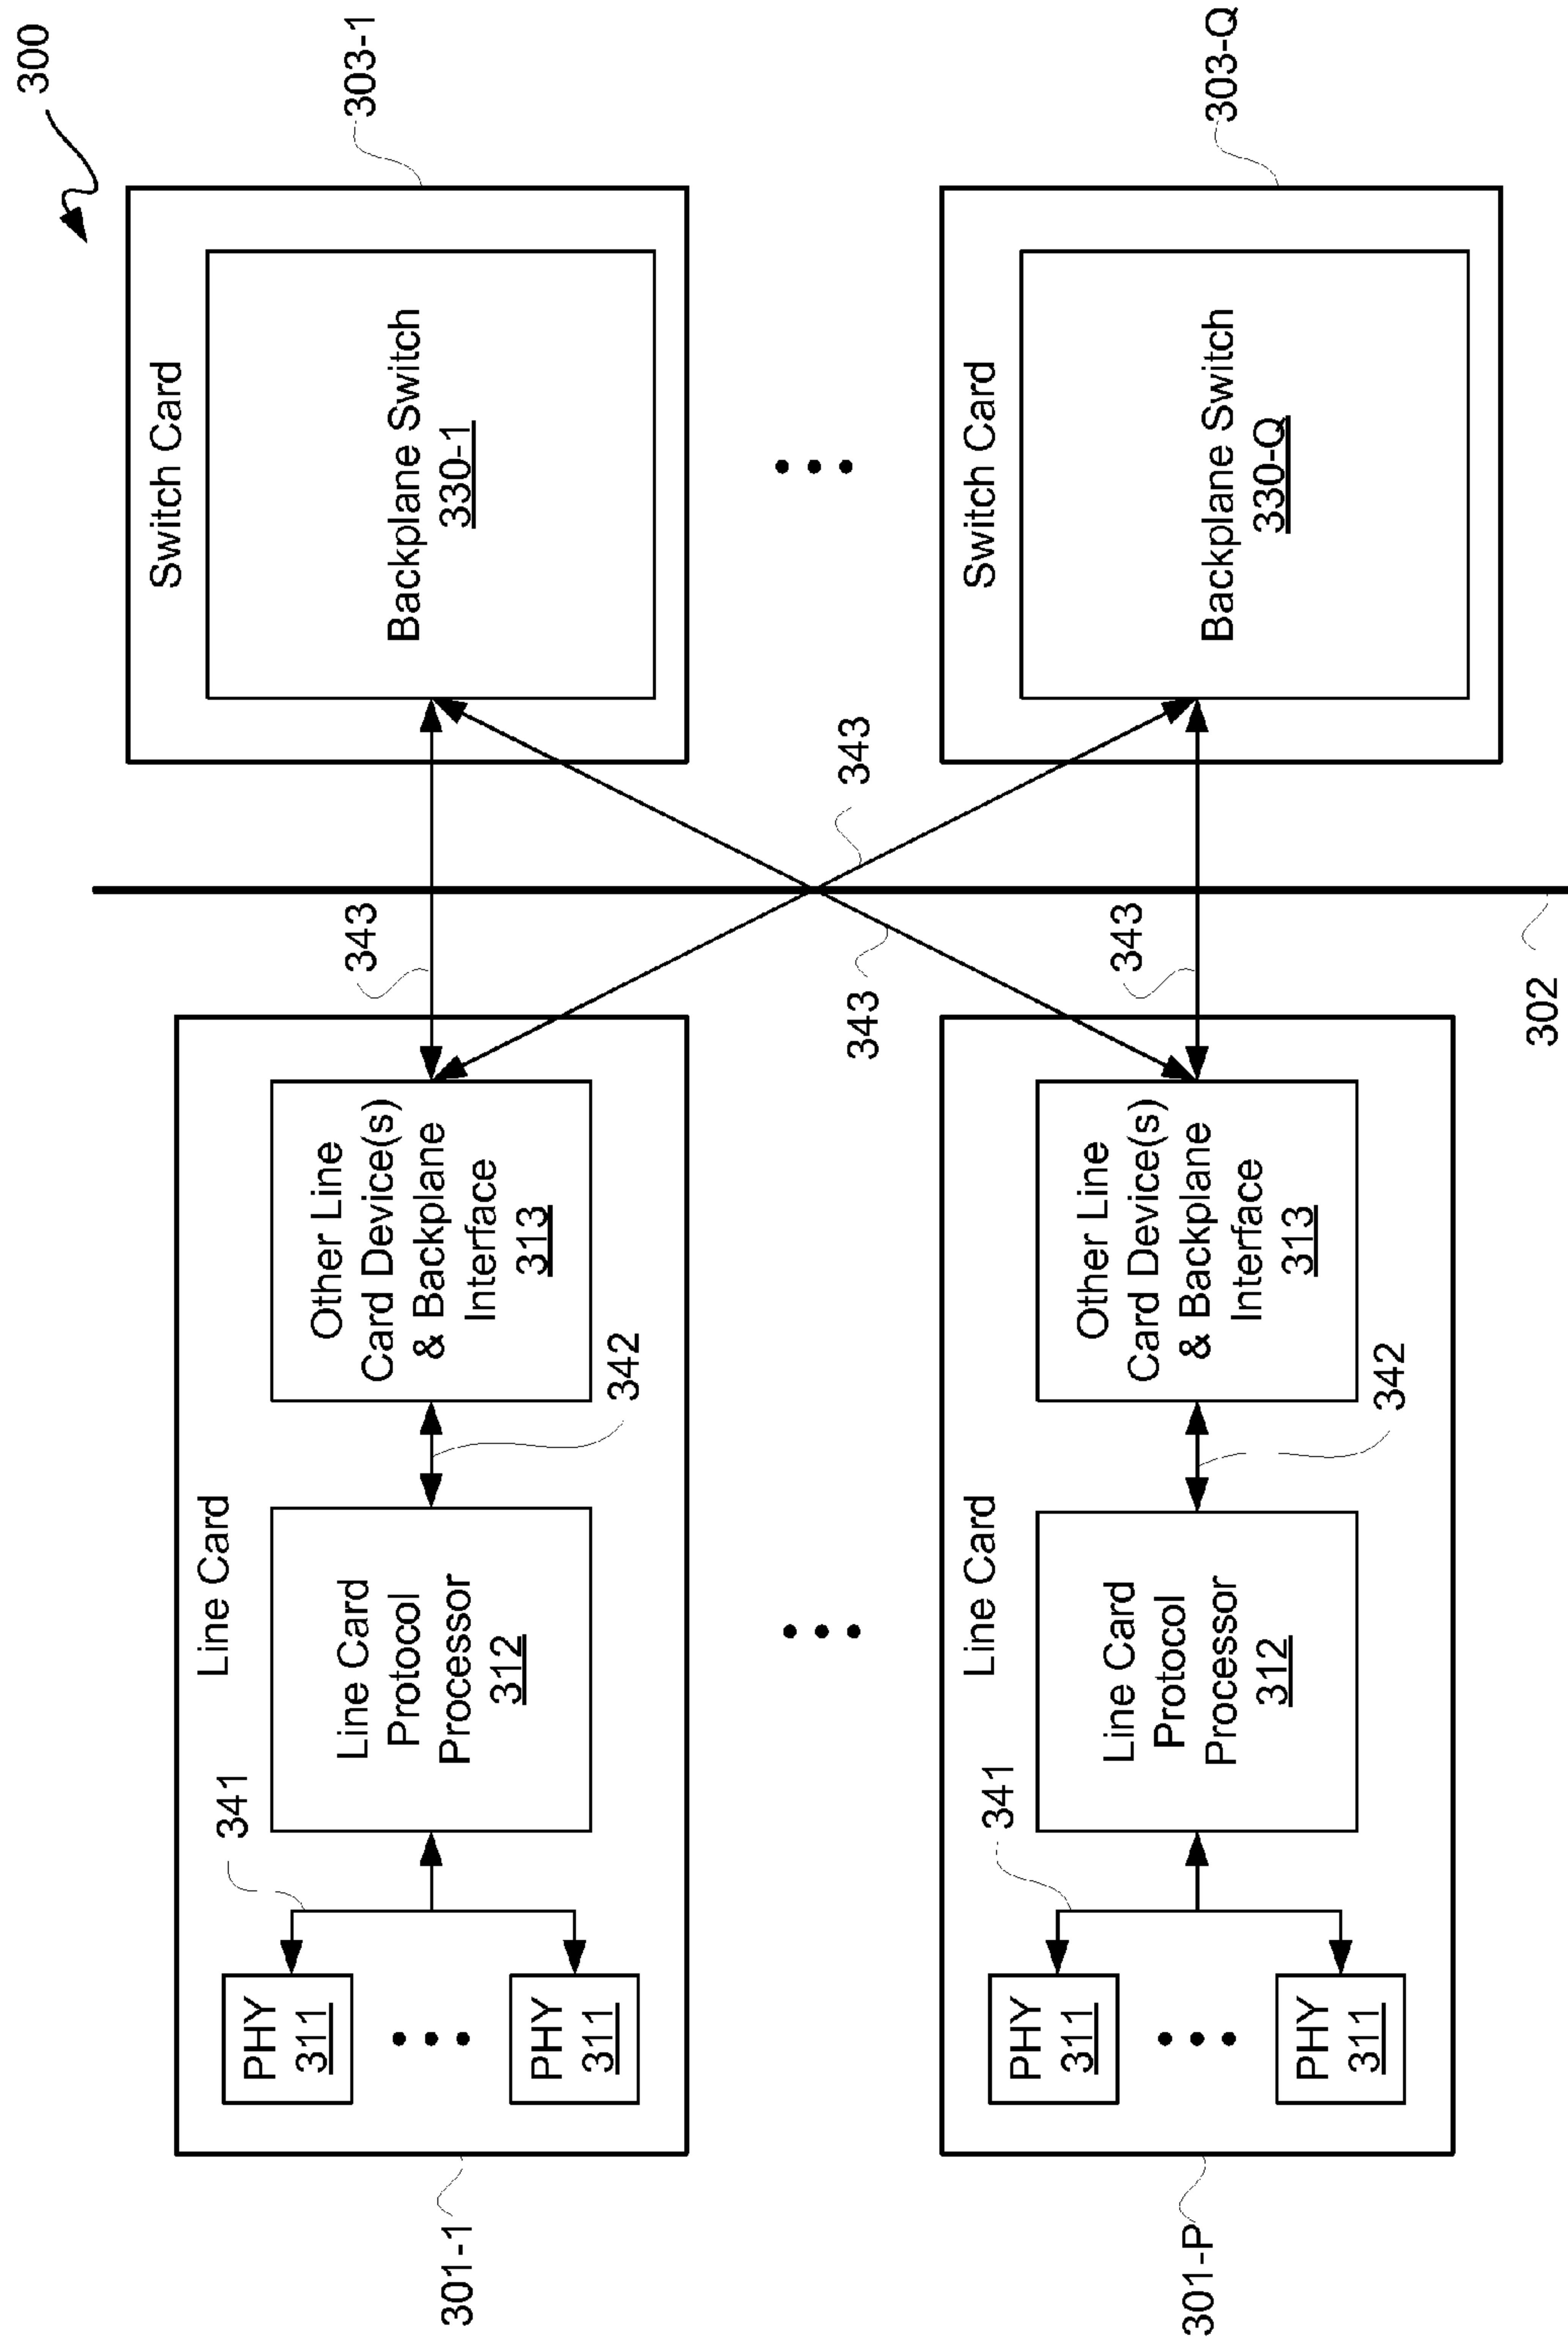 300
303-1
Switch Card
Backplane Switch
330-1
343
Line Card
Other Line
Card Device(s)
& Backplane
Interface
313
342
Line Card
Protocol
Processor
312
341
PHY
311
PHY
311
301-1
343
343
303-Q
Switch Card
Backplane Switch
330-Q
343
Line Card
Other Line
Card Device(s)
& Backplane
Interface
313
342
Line Card
Protocol
Processor
312
341
PHY
311
PHY
311
301-P
302